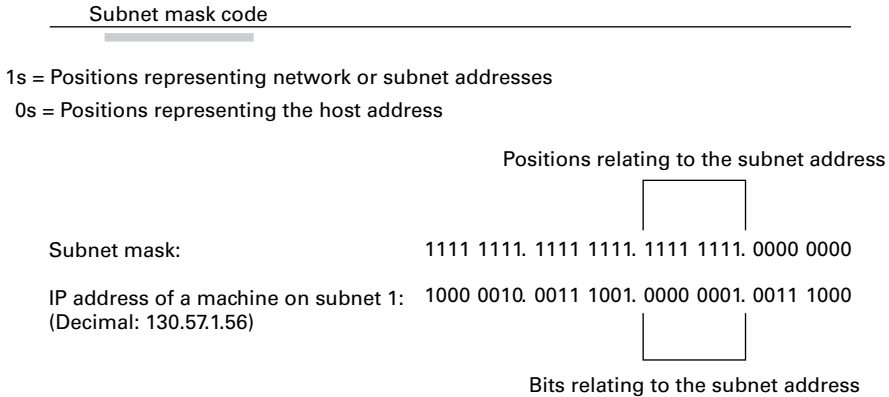 Subnet mask code
1s = Positions representing network or subnet addresses
0s = Positions representing the host address
Positions relating to the subnet address
Subnet mask: 1111 1111. 1111 1111. 1111 1111. 0000 0000
IP address of a machine on subnet 1: 1000 0010. 0011 1001. 0000 0001. 0011 1000
(Decimal: 130.57.1.56)
Bits relating to the subnet address